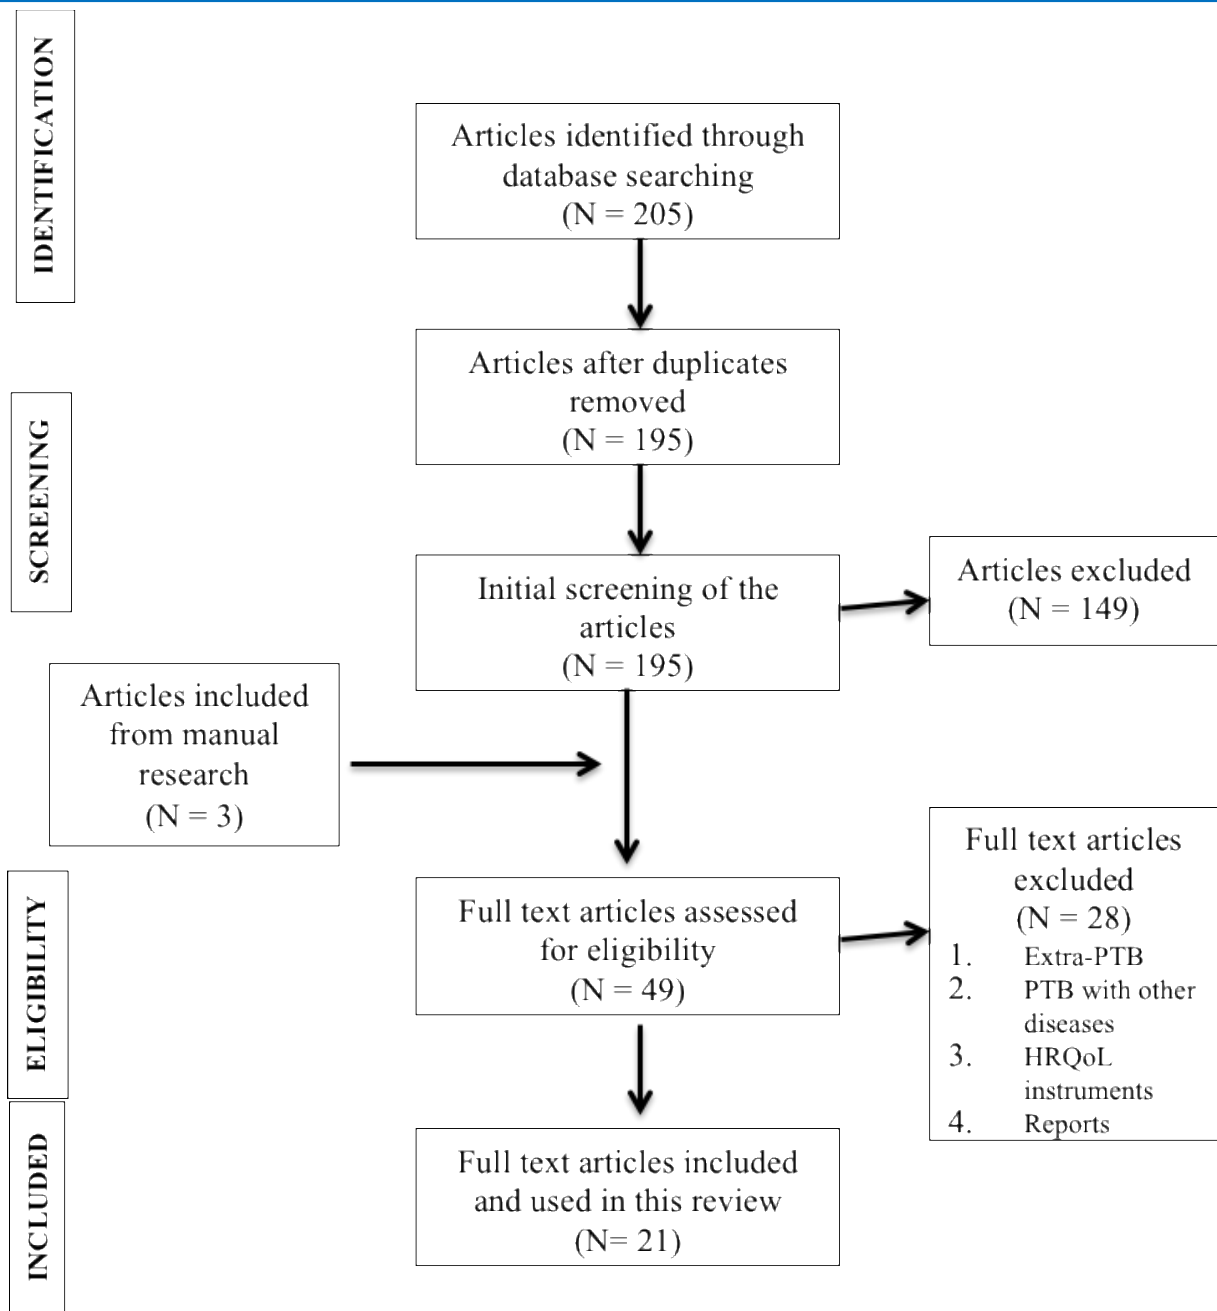 IDENTIFICATION
Articles identified through
database searching
(N = 205)
Articles after duplicates
removed
(N = 195)
SCREENING
Initial screening of the
articles
(N = 195)
Articles excluded
(N = 149)
Articles included
from manual
research
(N = 3)
ELIGIBILITY
Full text articles assessed
for eligibility
(N = 49)
Full text articles
excluded
(N = 28)
1. Extra-PTB
2. PTB with other
diseases
3. HRQoL
instruments
4. Reports
INCLUDED
Full text articles included
and used in this review
(N= 21)